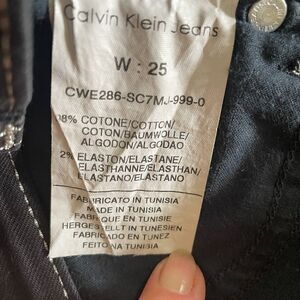 Calvin Klein Jeans
W : 25
CWE286-SC7MJ-999-0
98% COTONE/COTTON/
COTON/BAUMWOLLE/
ALGODON/ALGODAO
2% ELASTON/ELASTANE/
ELASTHANNE/ELASTHAN/
ELASTANO/ELASTANO
FABRICATO IN TUNISIA
MADE IN TUNISIA
FABRIQUE EN TUNISIE
HERGESTELLT IN TUNESIEN
FABRICADO EN TUNEZ
FEITO NA TUNISIA